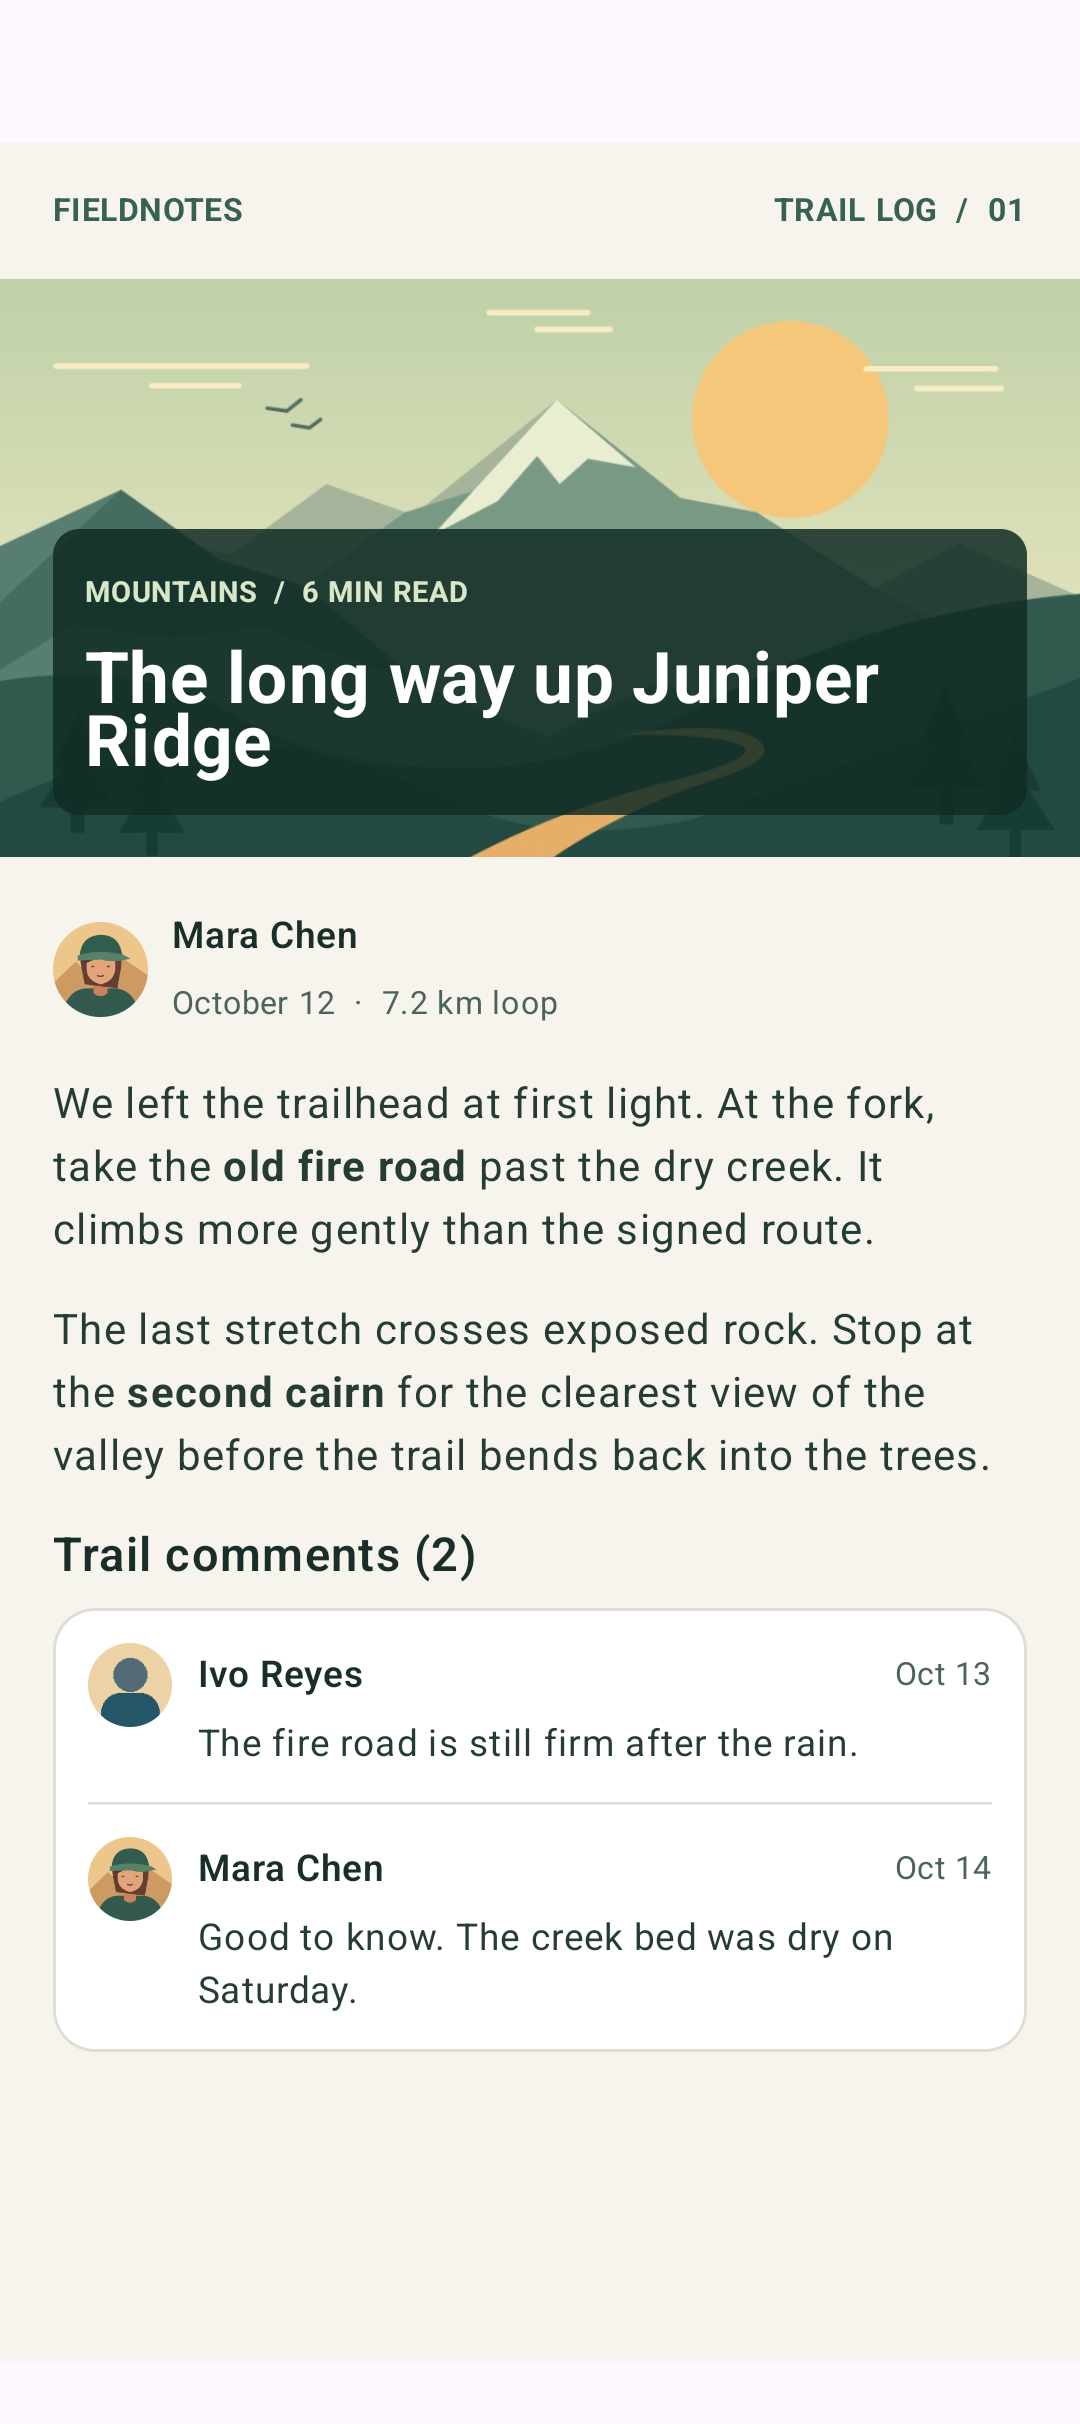 FIELDNOTES
TRAIL LOG / 01
MOUNTAINS / 6 MIN READ
The long way up Juniper
Ridge
Mara Chen
October 12 · 7.2 km loop
We left the trailhead at first light. At the fork,
take the old fire road past the dry creek. It
climbs more gently than the signed route.
The last stretch crosses exposed rock. Stop at
the second cairn for the clearest view of the
valley before the trail bends back into the trees.
Trail comments (2)
Ivo Reyes
Oct 13
The fire road is still firm after the rain.
Mara Chen
Oct 14
Good to know. The creek bed was dry on
Saturday.